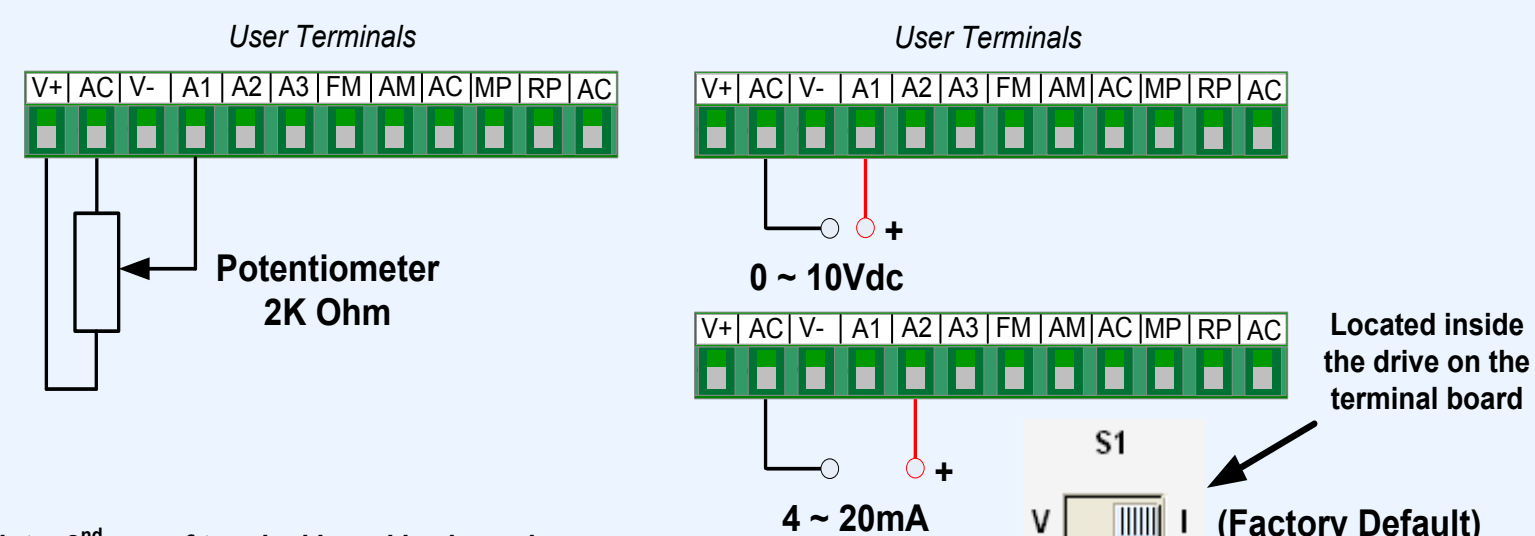 User Terminals
V+ AC V- A1 A2 A3 FM AM AC MP RP AC
Potentiometer
2K Ohm
User Terminals
V+ AC V- A1 A2 A3 FM AM AC MP RP AC
+
0 ~ 10Vdc
V+ AC V- A1 A2 A3 FM AM AC MP RP AC
+
4 ~ 20mA
Located inside
the drive on the
terminal board
S1
V I (Factory Default)
2nd